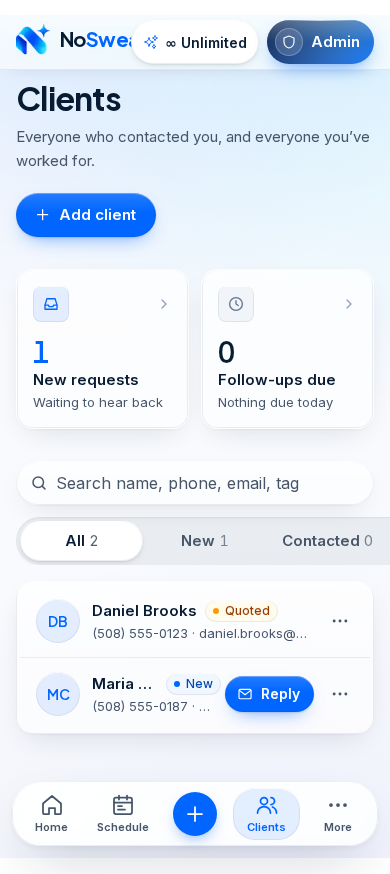 NoSwea
∞ Unlimited
Admin
Clients
Everyone who contacted you, and everyone you've
worked for.
Add client
1
New requests
Waiting to hear back
0
Follow-ups due
Nothing due today
Search name, phone, email, tag
All 2
New 1
Contacted 0
DB
Daniel Brooks
Quoted
(508) 555-0123 · daniel.brooks@...
MC
Maria ...
New
(508) 555-0187 · ...
Reply
Home
Schedule
Clients
More